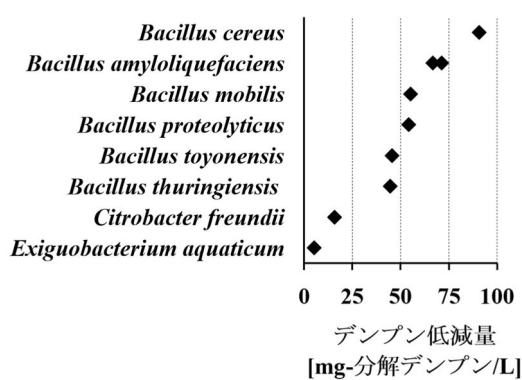 Bacillus cereus
Bacillus amyloliquefaciens
Bacillus mobilis
Bacillus proteolyticus
Bacillus toyonensis
Bacillus thuringiensis
Citrobacter freundii
Exiguobacterium aquaticum
0 25 50 75 100
デンプン低減量
[mg-分解デンプン/L]